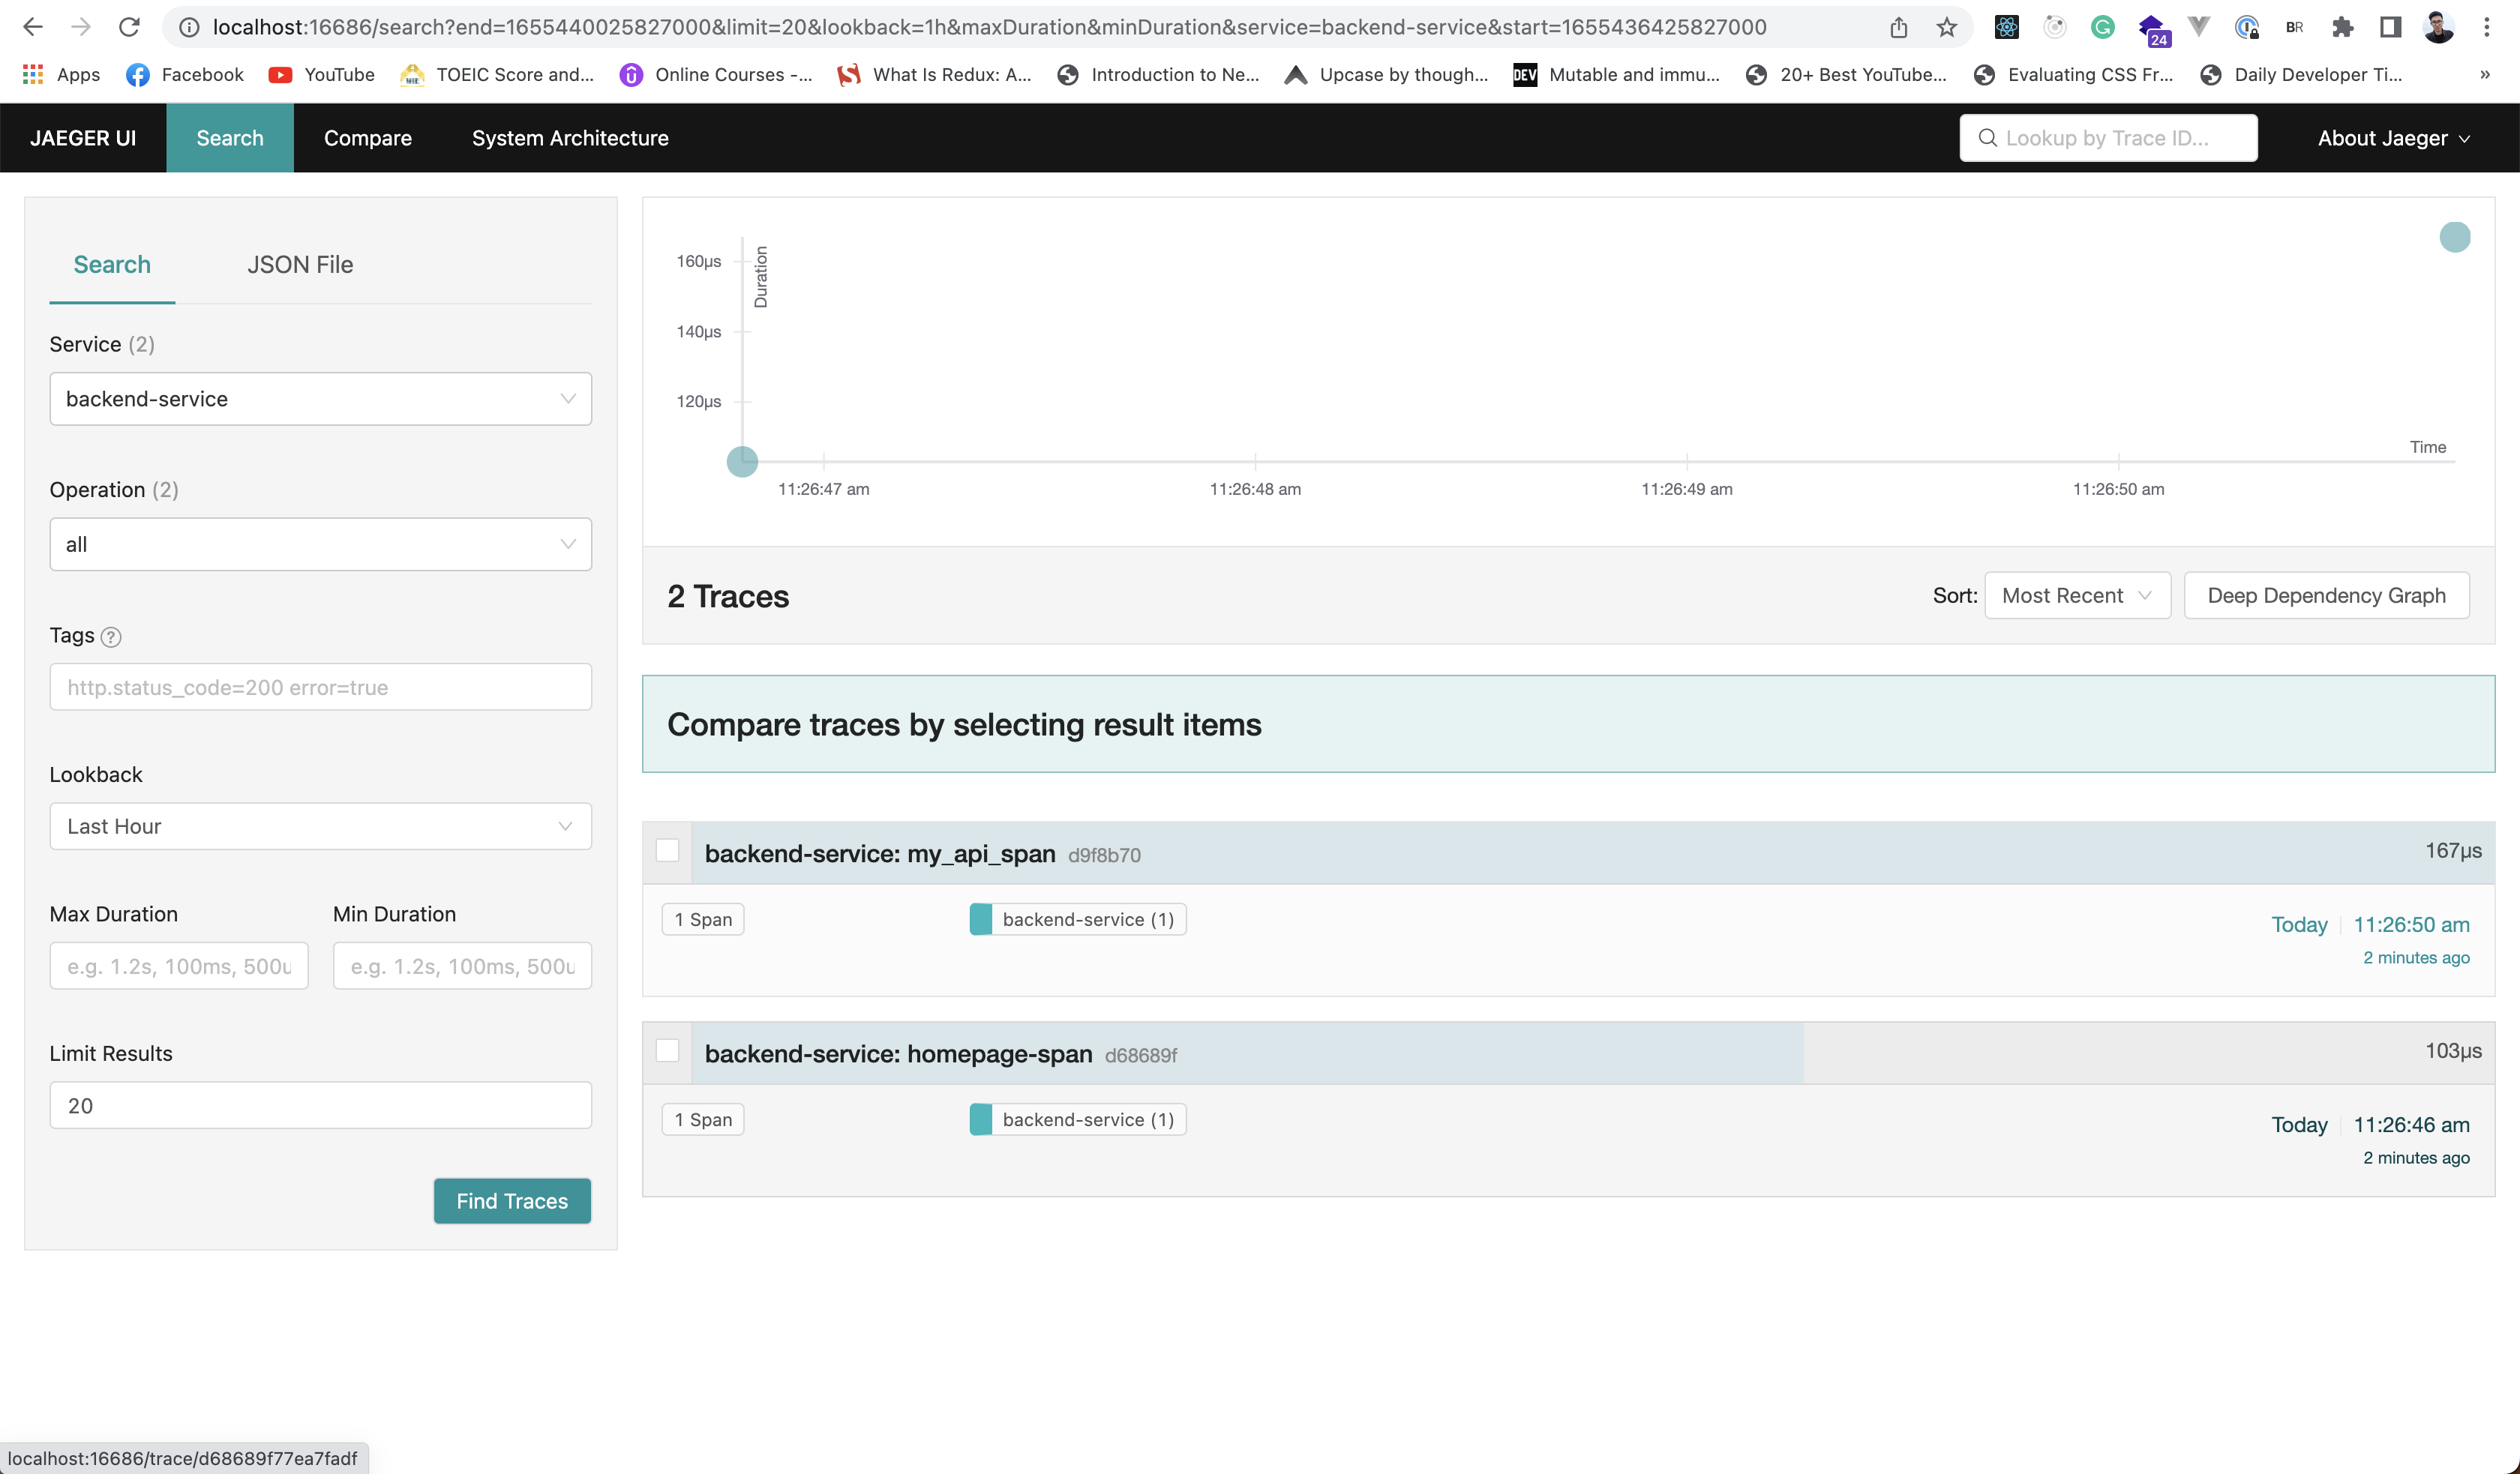 localhost:16686/search?end=1655440025827000&limit=20&lookback=1h&maxDuration&minDuration&service=backend-service&start=1655436425827000
24
BR
Apps
Facebook
YouTube
TOEIC Score and...
Online Courses -...
What Is Redux: A...
Introduction to Ne...
Upcase by though...
DEV
Mutable and immu...
20+ Best YouTube...
Evaluating CSS Fr...
Daily Developer Ti...
»
JAEGER UI
Search
Compare
System Architecture
Lookup by Trace ID...
About Jaeger
Search
JSON File
Service (2)
backend-service
Operation (2)
all
Tags ?
http.status_code=200 error=true
Lookback
Last Hour
Max Duration
Min Duration
e.g. 1.2s, 100ms, 500u
e.g. 1.2s, 100ms, 500u
Limit Results
20
Find Traces
160μs
140μs
120μs
Duration
Time
11:26:47 am
11:26:48 am
11:26:49 am
11:26:50 am
2 Traces
Sort:
Most Recent
Deep Dependency Graph
Compare traces by selecting result items
backend-service: my_api_span d9f8b70
167μs
1 Span
backend-service (1)
Today
11:26:50 am
2 minutes ago
backend-service: homepage-span d68689f
103μs
1 Span
backend-service (1)
Today
11:26:46 am
2 minutes ago
localhost:16686/trace/d68689f77ea7fadf